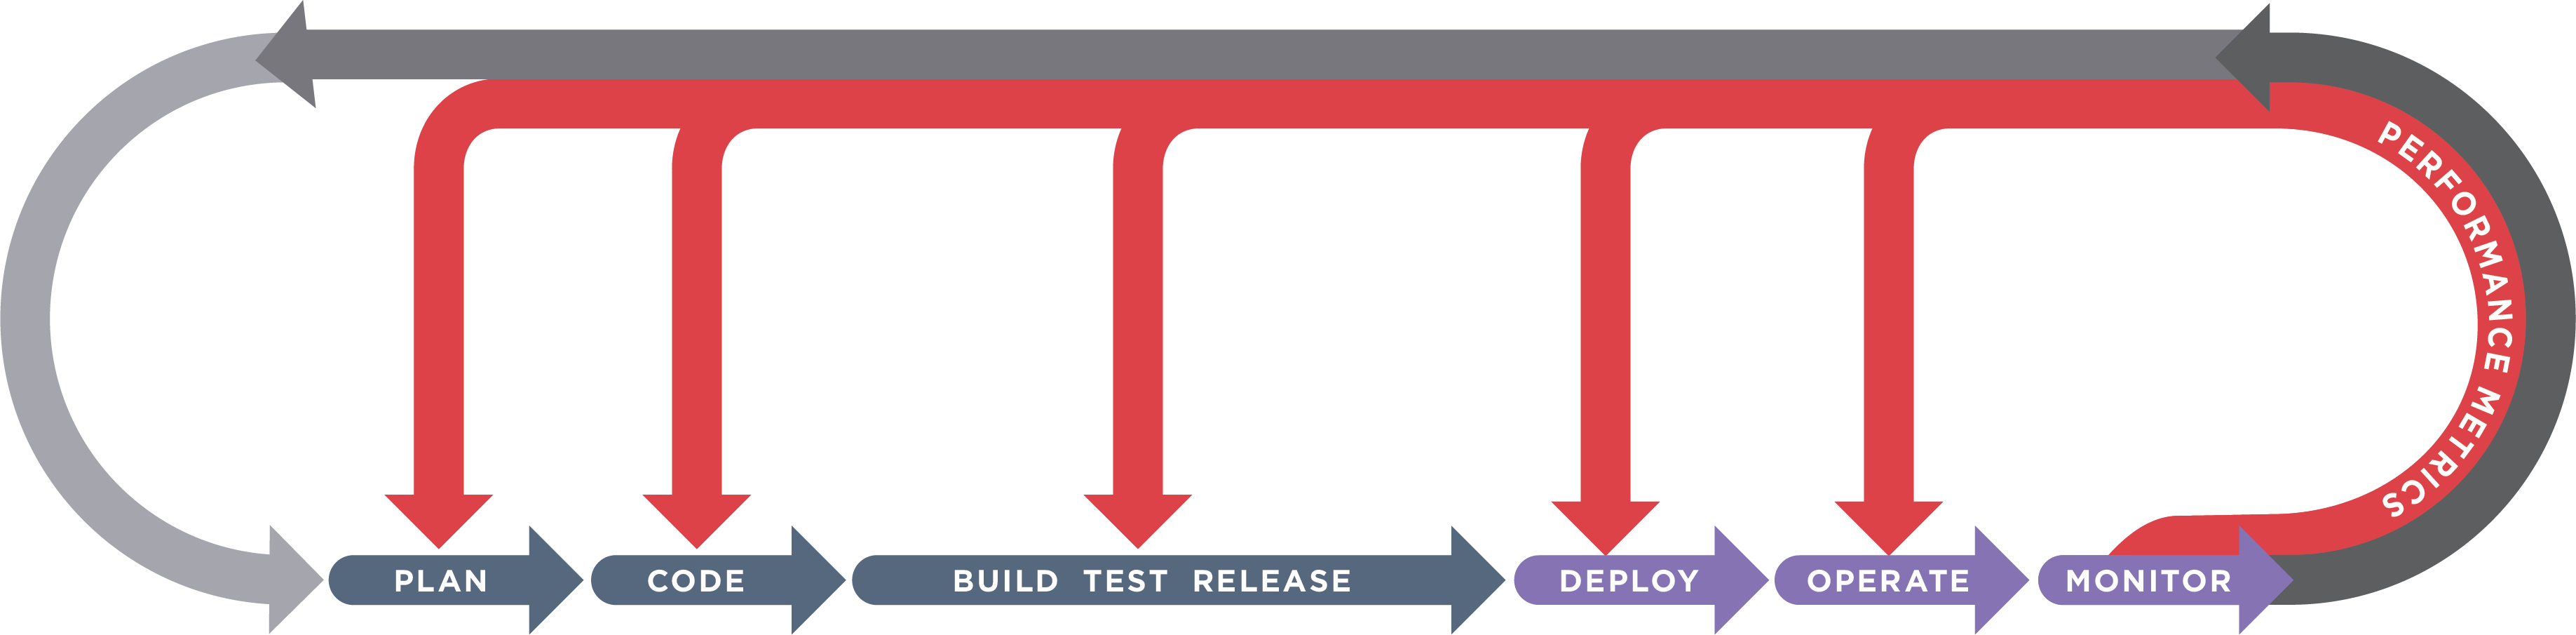 PERFORMANCE METRICS
PLAN
CODE
BUILD TEST RELEASE
DEPLOY
OPERATE
MONITOR